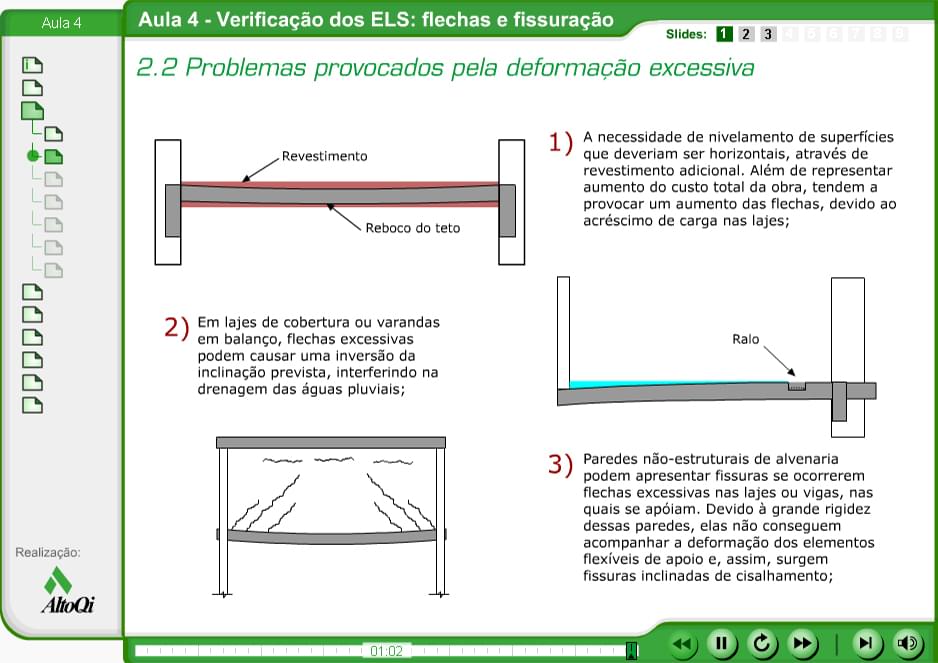 Aula 4
Aula 4 - Verificação dos ELS: flechas e fissuração
Slides: 1 2 3 4 5 6 7 8 9
2.2 Problemas provocados pela deformação excessiva
Revestimento
Reboco do teto
1) A necessidade de nivelamento de superfícies
que deveriam ser horizontais, através de
revestimento adicional. Além de representar
aumento do custo total da obra, tendem a
provocar um aumento das flechas, devido ao
acréscimo de carga nas lajes;
2) Em lajes de cobertura ou varandas
em balanço, flechas excessivas
podem causar uma inversão da
inclinação prevista, interferindo na
drenagem das águas pluviais;
Ralo
3) Paredes não-estruturais de alvenaria
podem apresentar fissuras se ocorrerem
flechas excessivas nas lajes ou vigas, nas
quais se apóiam. Devido à grande rigidez
dessas paredes, elas não conseguem
acompanhar a deformação dos elementos
flexíveis de apoio e, assim, surgem
fissuras inclinadas de cisalhamento;
Realização:
AltoQi
01:02